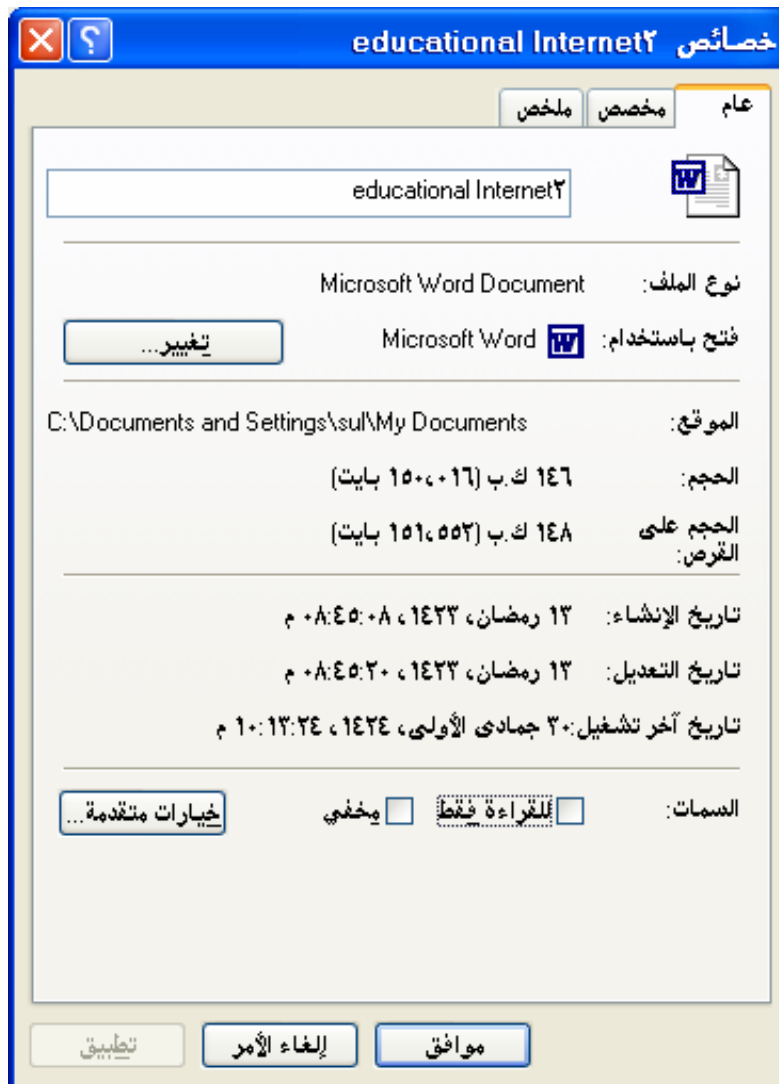 خصائص educational Internet٢
عام مخصص ملخص
educational Internet٢
نوع الملف: Microsoft Word Document
فتح باستخدام: Microsoft Word تغيير...
الموقع: C:\Documents and Settings\sul\My Documents
الحجم: ١٤٦ ك.ب (١٥٠،٠١٦ بايت)
الحجم على القرص: ١٤٨ ك.ب (١٥١،٥٥٢ بايت)
تاريخ الإنشاء: ١٣ رمضان، ١٤٢٣، ٠٨:٤٥:٠٨ م
تاريخ التعديل: ١٣ رمضان، ١٤٢٣، ٠٨:٤٥:٢٠ م
تاريخ آخر تشغيل: ٣٠ جمادى الأولى، ١٤٢٤، ١٠:١٣:٢٤ م
السمات: للقراءة فقط مخفي خيارات متقدمة...
موافق إلغاء الأمر تطبيق